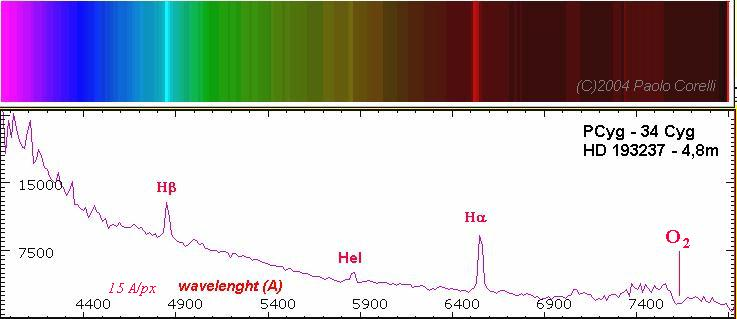 (C)2004 Paolo Corelli
PCyg - 34 Cyg
HD 193237 - 4,8m
15000
Hβ
Hα
7500
HeI
O2
15 A/px wavelenght (A)
4400 4900 5400 5900 6400 6900 7400